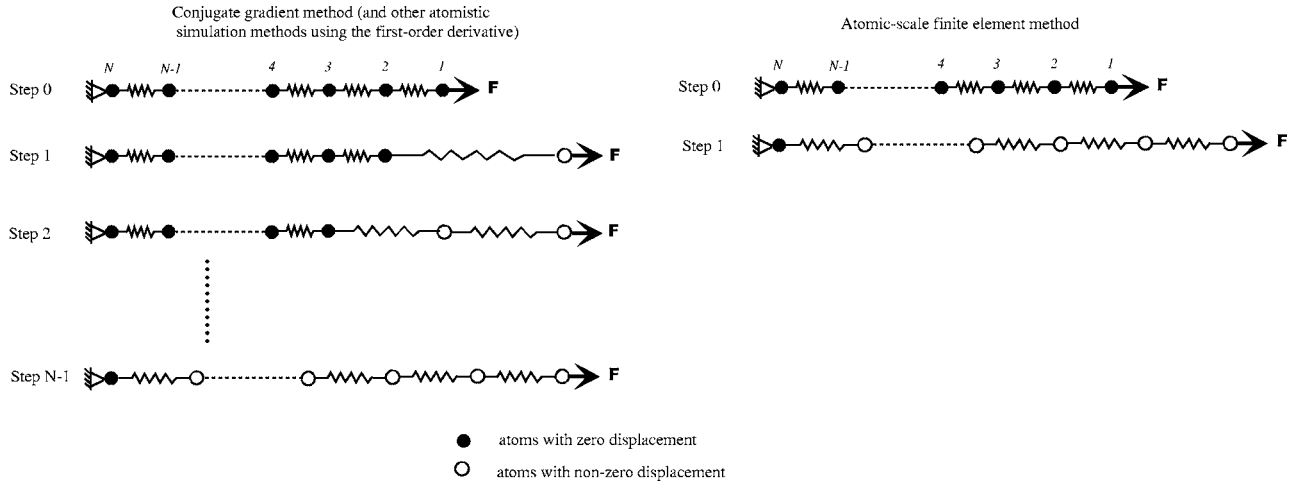 Conjugate gradient method (and other atomistic
simulation methods using the first-order derivative)
N N-1 4 3 2 1
Step 0 F
Step 1 F
Step 2 F
Step N-1 F
Atomic-scale finite element method
N N-1 4 3 2 1
Step 0 F
Step 1 F
atoms with zero displacement
atoms with non-zero displacement